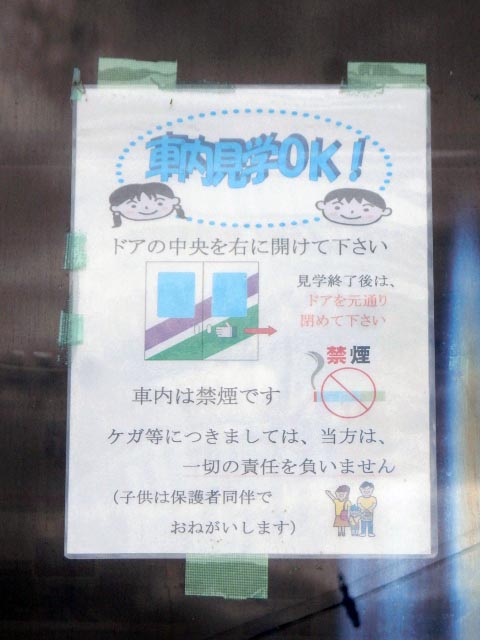 車内見学OK!
ドアの中央を右に開けて下さい
見学終了後は、
ドアを元通り
閉めて下さい
禁煙
車内は禁煙です
ケガ等につきましては、当方は、
一切の責任を負いません
(子供は保護者同伴で
おねがいします)